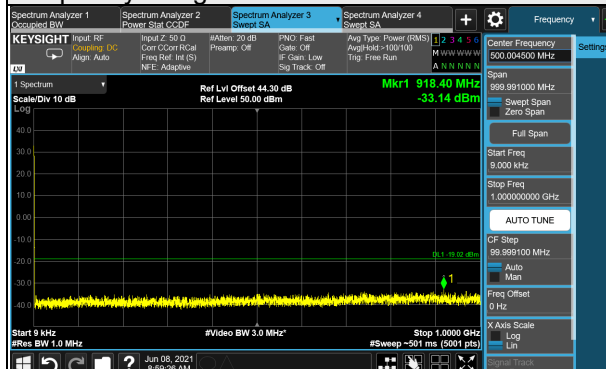 Spectrum Analyzer 1
Occupied BW
Spectrum Analyzer 2
Power Stat CCDF
Spectrum Analyzer 3
Swept SA
Spectrum Analyzer 4
Swept SA
+
Frequency
KEYSIGHT
Input: RF
Coupling: DC
Align: Auto
Input Z: 50 Ω
Corr CCorr RCal
Freq Ref: Int (S)
NFE: Adaptive
#Atten: 20 dB
Preamp: Off
PNO: Fast
Gate: Off
IF Gain: Low
Sig Track: Off
Avg Type: Power (RMS)
Avg|Hold:>100/100
Trig: Free Run
1 2 3 4 5 6
M W W W W W
A N N N N N
LXI
1 Spectrum
Scale/Div 10 dB
Log
Ref Lvl Offset 44.30 dB
Ref Level 50.00 dBm
Mkr1 918.40 MHz
-33.14 dBm
40.0
30.0
20.0
10.0
0.00
-10.0
-20.0
-30.0
-40.0
DL1 -19.02 dBm
1
Start 9 kHz
#Res BW 1.0 MHz
#Video BW 3.0 MHz*
Stop 1.0000 GHz
#Sweep ~501 ms (5001 pts)
Jun 08, 2021
8:59:26 AM
?
Center Frequency
500.004500 MHz
Settings
Span
999.991000 MHz
Swept Span
Zero Span
Full Span
Start Freq
9.000 kHz
Stop Freq
1.000000000 GHz
AUTO TUNE
CF Step
99.999100 MHz
Auto
Man
Freq Offset
0 Hz
X Axis Scale
Log
Lin
Signal Track